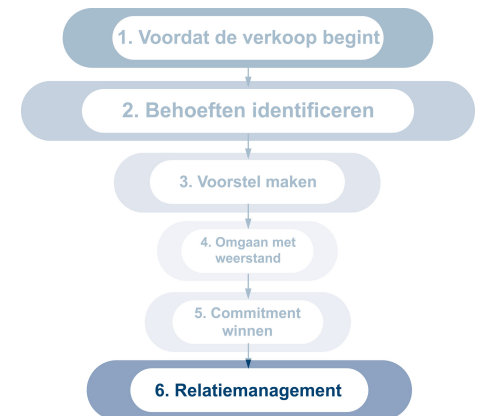 1. Voordat de verkoop begint
2. Behoeften identificeren
3. Voorstel maken
4. Omgaan met
weerstand
5. Commitment
winnen
6. Relatiemanagement